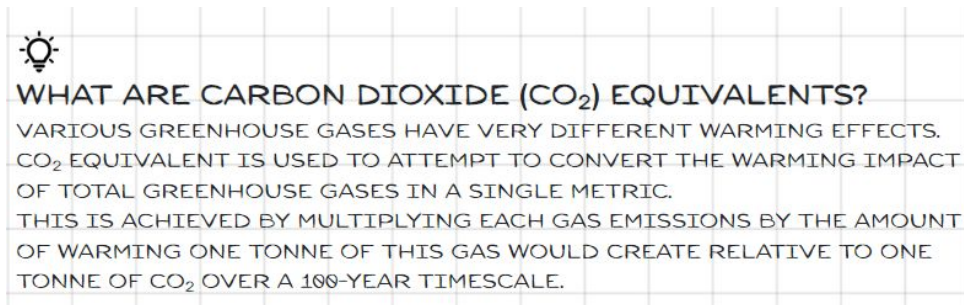 WHAT ARE CARBON DIOXIDE (CO₂) EQUIVALENTS?
VARIOUS GREENHOUSE GASES HAVE VERY DIFFERENT WARMING EFFECTS.
CO₂ EQUIVALENT IS USED TO ATTEMPT TO CONVERT THE WARMING IMPACT
OF TOTAL GREENHOUSE GASES IN A SINGLE METRIC.
THIS IS ACHIEVED BY MULTIPLYING EACH GAS EMISSIONS BY THE AMOUNT
OF WARMING ONE TONNE OF THIS GAS WOULD CREATE RELATIVE TO ONE
TONNE OF CO₂ OVER A 100-YEAR TIMESCALE.